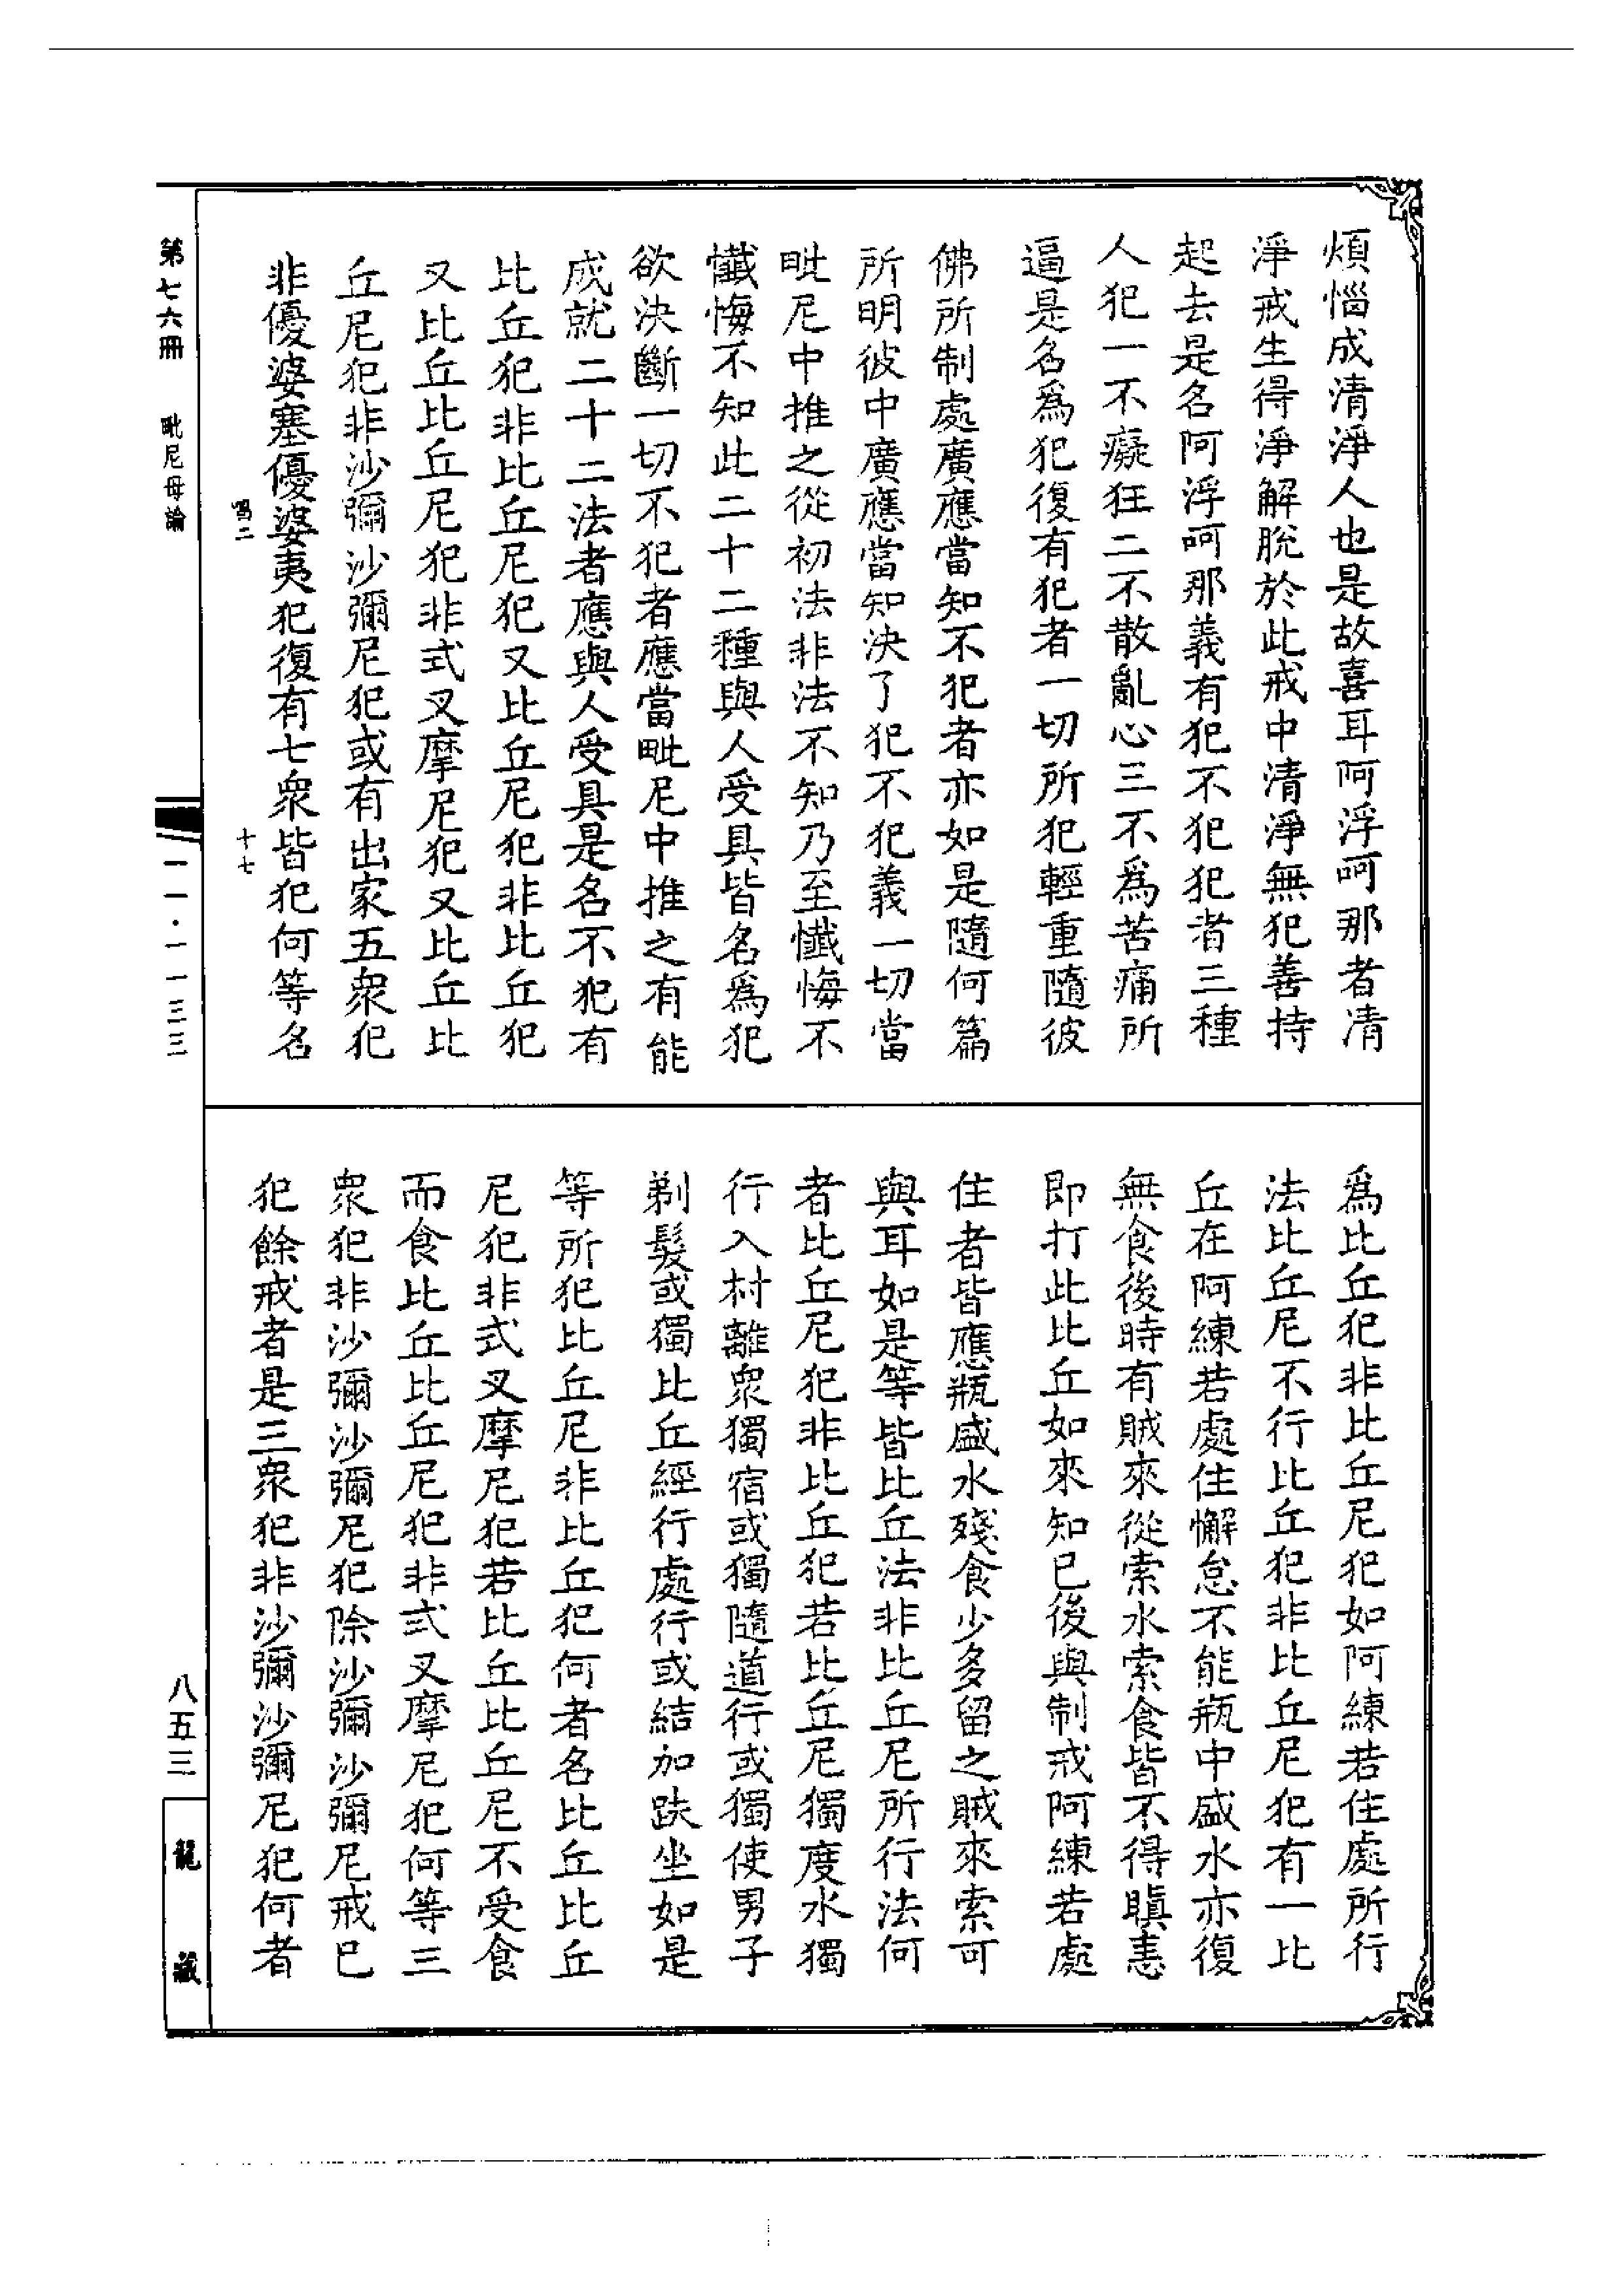 煩惱成清淨人也是故喜耳阿浮呵那者清
淨戒生得淨解脫於此戒中清淨無犯善持
起去是名阿浮呵那義有犯不犯犯者三種
人犯一不癡狂二不散亂心三不爲苦痛所
逼是名爲犯復有犯者一切所犯輕重隨彼
佛所制處廣應當知不犯者亦如是隨何篇
所明彼中廣應當知決了犯不犯義一切當
毗尼中推之從初法非法不知乃至懺悔不
懺悔不知此二十二種與人受具皆名爲犯
欲決斷一切不犯者應當毗尼中推之有能
成就二十二法者應與人受具是名不犯有
比丘犯非比丘尼犯又比丘尼犯非比丘犯
又比丘比丘尼犯非式叉摩尼犯又比丘比
丘尼犯非沙彌沙彌尼犯或有出家五衆犯
非優婆塞優婆夷犯復有七衆皆犯何等名
爲比丘犯非比丘尼犯如阿練若住處所行
法比丘尼不行比丘犯非比丘尼犯有一比
丘在阿練若處住懈怠不能瓶中盛水亦復
無食後時有賊來從索水索食皆不得瞋恚
即打此比丘如來知已後與制戒阿練若處
住者皆應瓶盛水殘食少多留之賊來索可
與耳如是等皆比丘法非比丘尼所行法何
者比丘尼犯非比丘犯若比丘尼獨度水獨
行入村離衆獨宿或獨隨道行或獨使男子
剃髮或獨比丘經行處行或結加趺坐如是
等所犯比丘尼非比丘犯何者名比丘比丘
尼犯非式叉摩尼犯若比丘比丘尼不受食
而食比丘比丘尼犯非式叉摩尼犯何等三
衆犯非沙彌沙彌尼犯除沙彌沙彌尼戒已
犯餘戒者是三衆犯非沙彌沙彌尼犯何者
第七六冊 毗尼母論
唱二 十七
一一·一一三三
八五三
龍藏